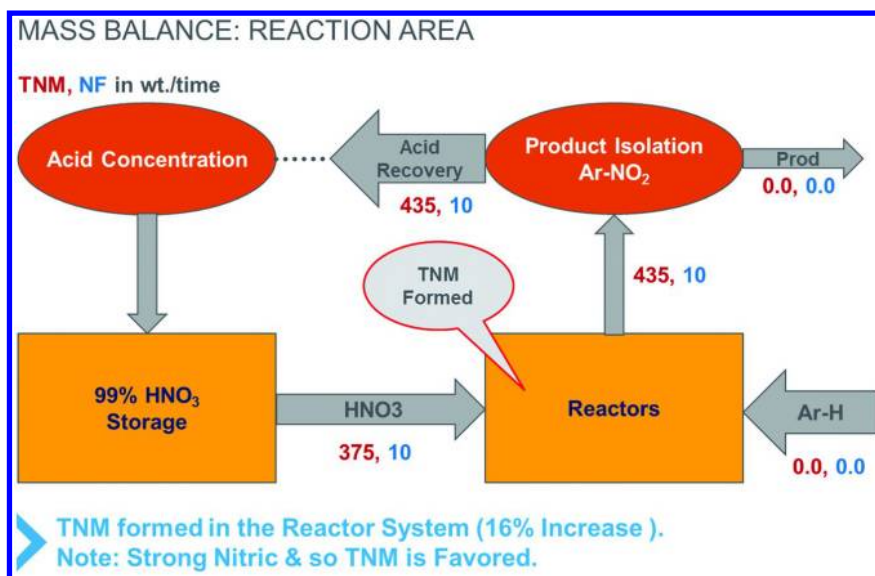 MASS BALANCE: REACTION AREA
TNM, NF in wt./time
Acid Concentration
Acid
Recovery
435, 10
Product Isolation
Ar-NO₂
Prod
0.0, 0.0
TNM
Formed
435, 10
99% HNO₃
Storage
HNO3
375, 10
Reactors
Ar-H
0.0, 0.0
TNM formed in the Reactor System (16% Increase ).
Note: Strong Nitric & so TNM is Favored.